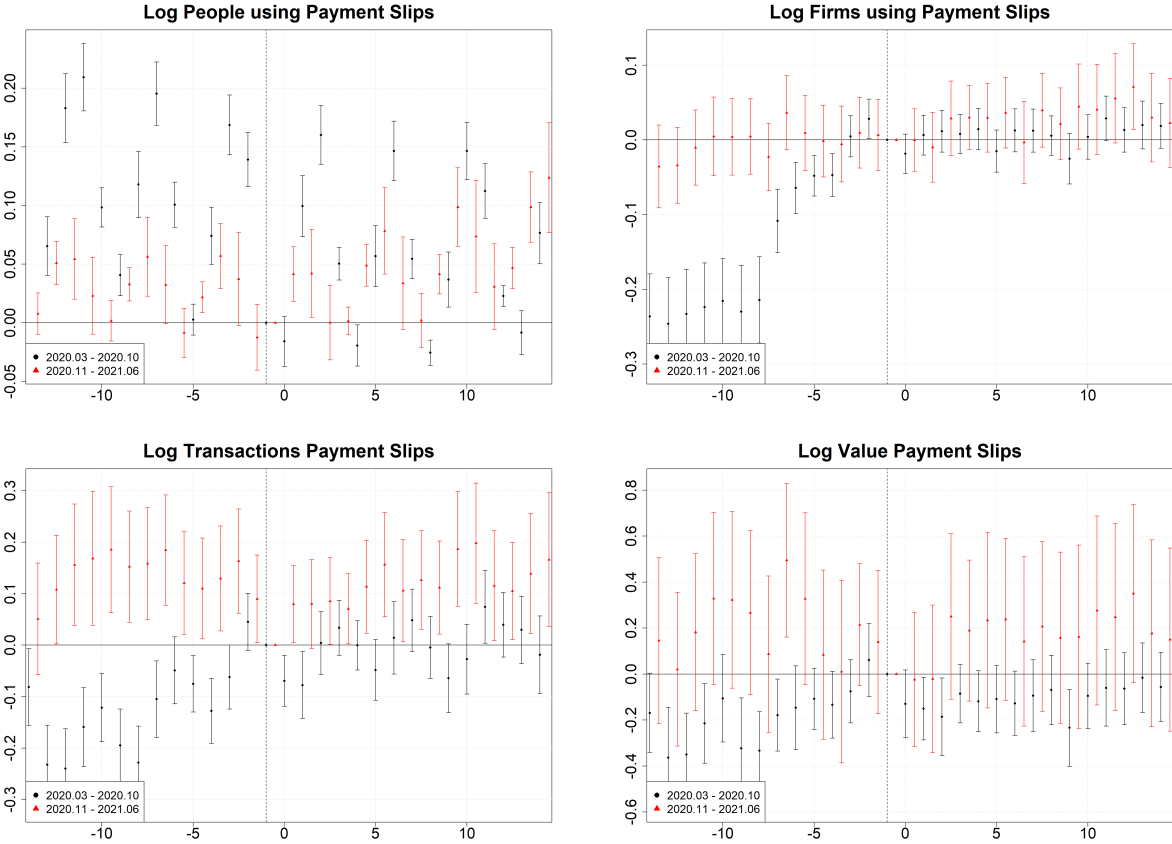 Log People using Payment Slips
0.20
0.15
0.10
0.05
0.00
-0.05
2020.03 - 2020.10
2020.11 - 2021.06
-10 -5 0 5 10
Log Firms using Payment Slips
0.1
0.0
-0.1
-0.2
-0.3
2020.03 - 2020.10
2020.11 - 2021.06
-10 -5 0 5 10
Log Transactions Payment Slips
0.3
0.2
0.1
0.0
-0.1
-0.2
-0.3
2020.03 - 2020.10
2020.11 - 2021.06
-10 -5 0 5 10
Log Value Payment Slips
0.8
0.6
0.4
0.2
0.0
-0.2
-0.4
-0.6
2020.03 - 2020.10
2020.11 - 2021.06
-10 -5 0 5 10